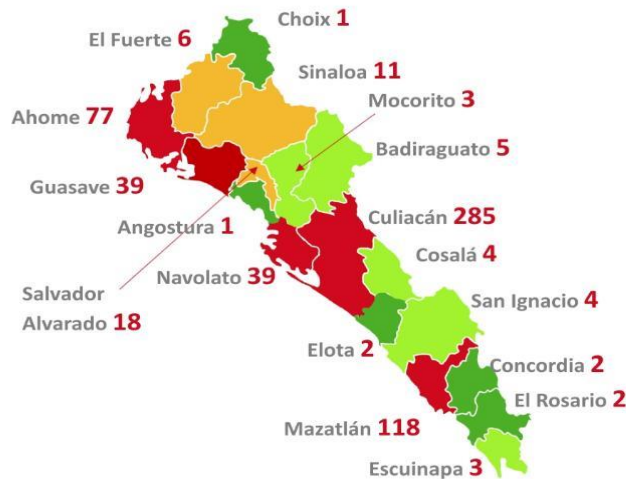 Choix 1
El Fuerte 6
Sinaloa 11
Mocorito 3
Ahome 77
Badiraguato 5
Guasave 39
Culiacán 285
Angostura 1
Cosalá 4
Navolato 39
Salvador
Alvarado 18
San Ignacio 4
Elota 2
Concordia 2
El Rosario 2
Mazatlán 118
Escuinapa 3